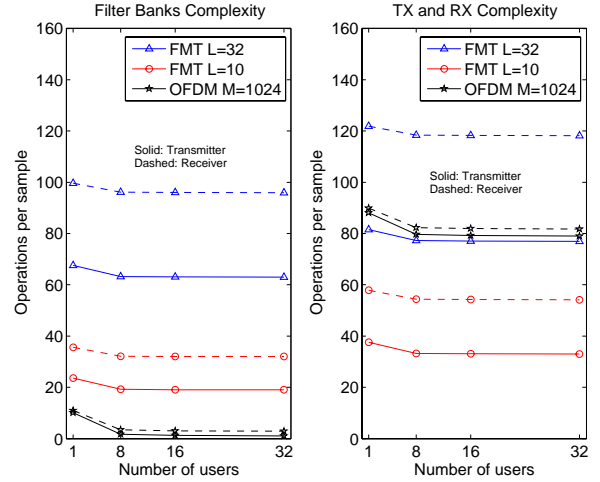 Filter Banks Complexity
160
140
120
100
80
60
40
20
0
Operations per sample
FMT L=32
FMT L=10
OFDM M=1024
Solid: Transmitter
Dashed: Receiver
1 8 16 32
Number of users
TX and RX Complexity
160
140
120
100
80
60
40
20
0
Operations per sample
FMT L=32
FMT L=10
OFDM M=1024
Solid: Transmitter
Dashed: Receiver
1 8 16 32
Number of users